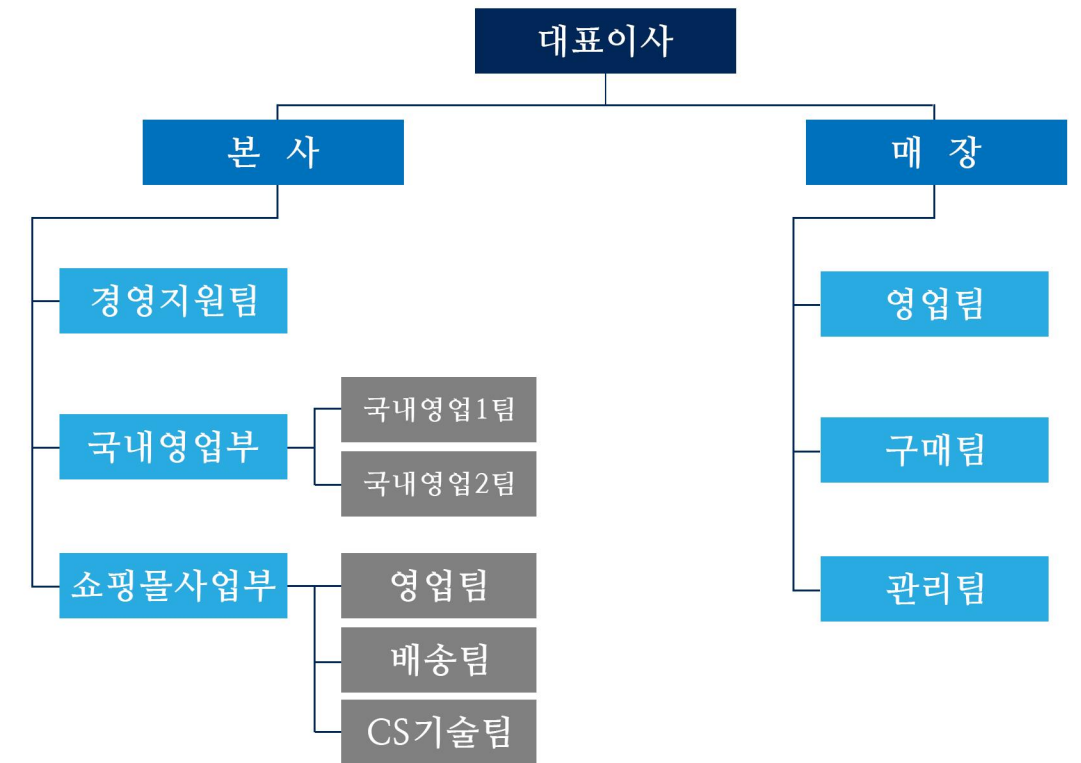 대표이사
본 사
매 장
경영지원팀
국내영업부
국내영업1팀
국내영업2팀
쇼핑몰사업부
영업팀
배송팀
CS기술팀
영업팀
구매팀
관리팀